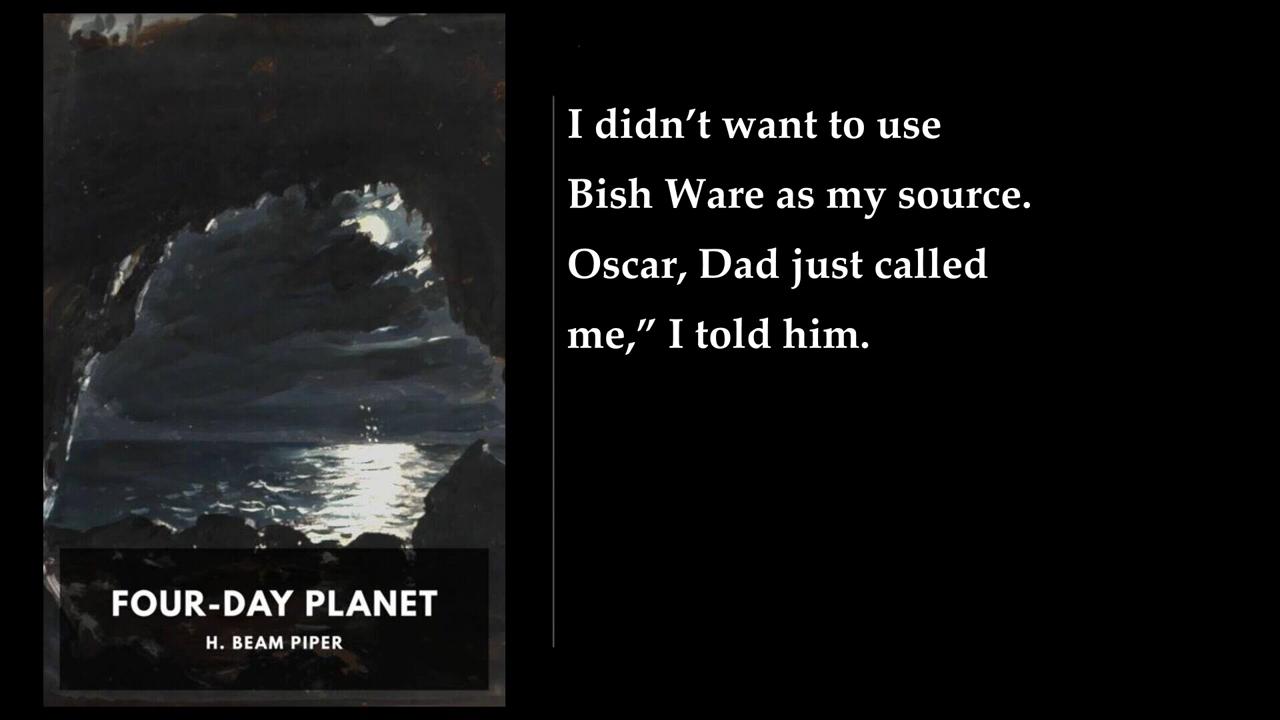 FOUR-DAY PLANET
H. BEAM PIPER
I didn’t want to use
Bish Ware as my source.
Oscar, Dad just called
me,” I told him.